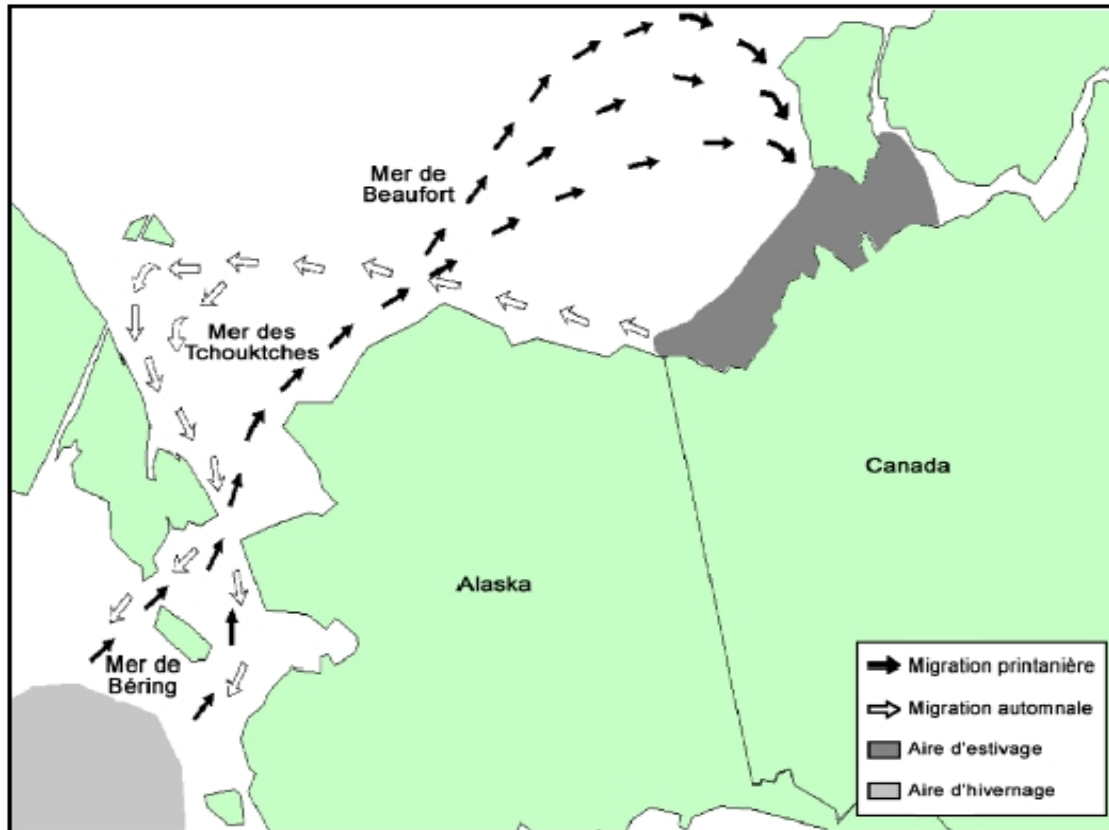 Mer de
Beaufort
Mer des
Tchouktches
Canada
Alaska
Mer de
Béring
Migration printanière
Migration automnale
Aire d'estivage
Aire d'hivernage